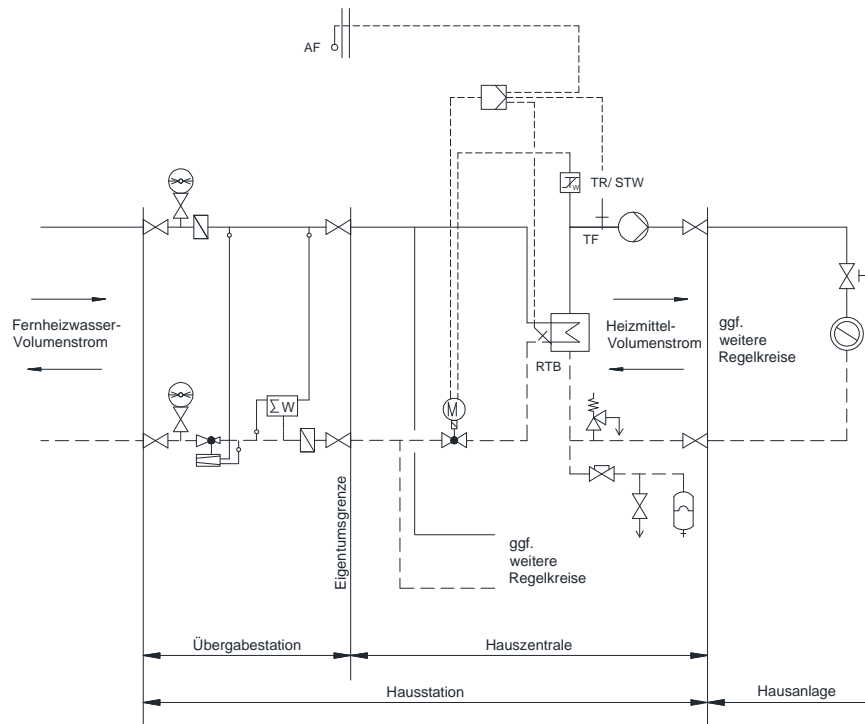 AF
TR/ STW
W
TF
Fernheizwasser-
Volumenstrom
Heizmittel-
Volumenstrom
ggf.
weitere
Regelkreise
RTB
M
Σ W
Eigentumsgrenze
ggf.
weitere
Regelkreise
Übergabestation
Hauszentrale
Hausstation
Hausanlage